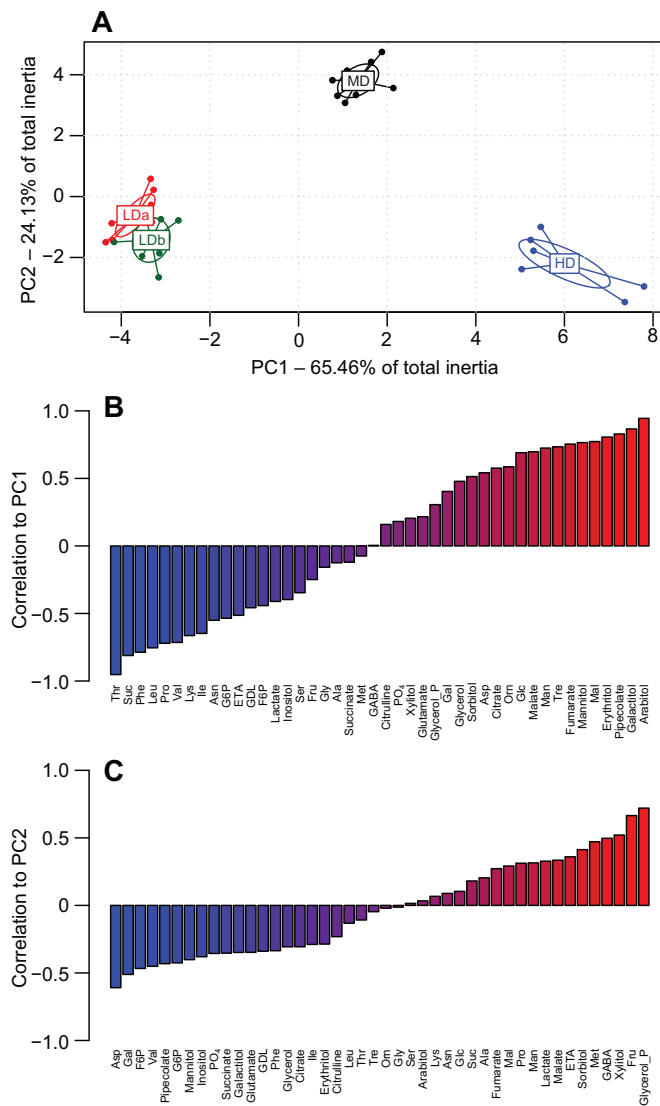 A
PC2 – 24.13% of total inertia
4
2
0
−2
MD
LDa
LDb
HD
−4
−2
0
2
4
6
8
PC1 – 65.46% of total inertia
B
Correlation to PC1
1.0
0.5
0
−0.5
−1.0
Thr
Suc
Phe
Leu
Pro
Val
Lys
Ile
Asn
G6P
ETA
GDL
F6P
Lactate
Inositol
Ser
Fru
Gly
Ala
Succinate
Met
GABA
Citrulline
PO4
Xylitol
Glutamate
Glycerol_P
Gal
Glycerol
Sorbitol
Asp
Citrate
Orn
Glc
Malate
Man
Tre
Fumarate
Mannitol
Mal
Erythritol
Pipecolate
Galactitol
Arabitol
C
Correlation to PC2
1.0
0.5
0
−0.5
−1.0
Asp
Gal
F6P
Val
Pipecolate
G6P
Mannitol
Inositol
PO4
Succinate
Galactitol
Glutamate
GDL
Phe
Glycerol
Citrate
Ile
Erythritol
Citrulline
Leu
Thr
Tre
Orn
Gly
Ser
Arabitol
Lys
Asn
Glc
Suc
Ala
Fumarate
Mal
Pro
Man
Lactate
Malate
ETA
Sorbitol
Met
GABA
Xylitol
Fru
Glycerol_P